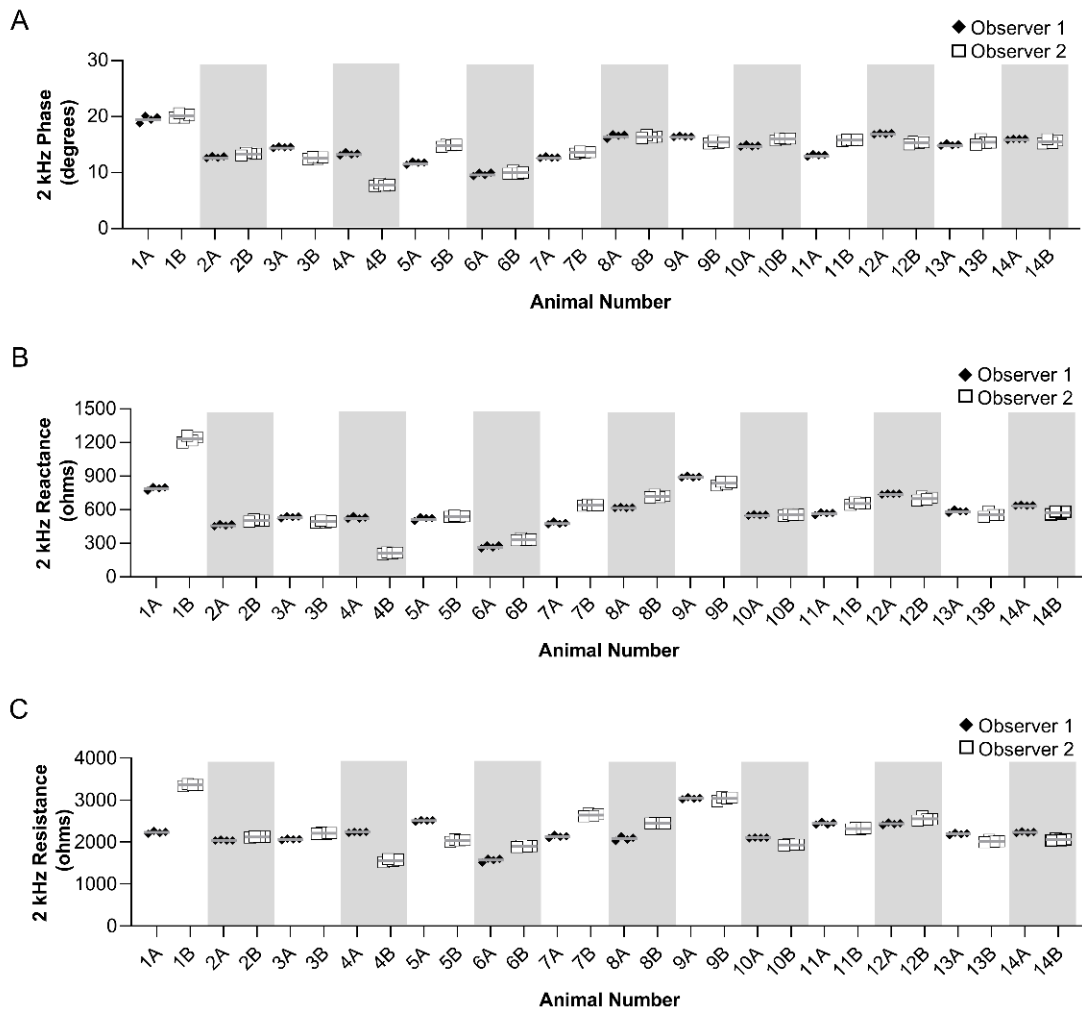 A
Observer 1
Observer 2
2 kHz Phase
(degrees)
30
20
10
0
1A 1B 2A 2B 3A 3B 4A 4B 5A 5B 6A 6B 7A 7B 8A 8B 9A 9B 10A 10B 11A 11B 12A 12B 13A 13B 14A 14B
Animal Number
B
Observer 1
Observer 2
2 kHz Reactance
(ohms)
1500
1200
900
600
300
0
1A 1B 2A 2B 3A 3B 4A 4B 5A 5B 6A 6B 7A 7B 8A 8B 9A 9B 10A 10B 11A 11B 12A 12B 13A 13B 14A 14B
Animal Number
C
Observer 1
Observer 2
2 kHz Resistance
(ohms)
4000
3000
2000
1000
0
1A 1B 2A 2B 3A 3B 4A 4B 5A 5B 6A 6B 7A 7B 8A 8B 9A 9B 10A 10B 11A 11B 12A 12B 13A 13B 14A 14B
Animal Number